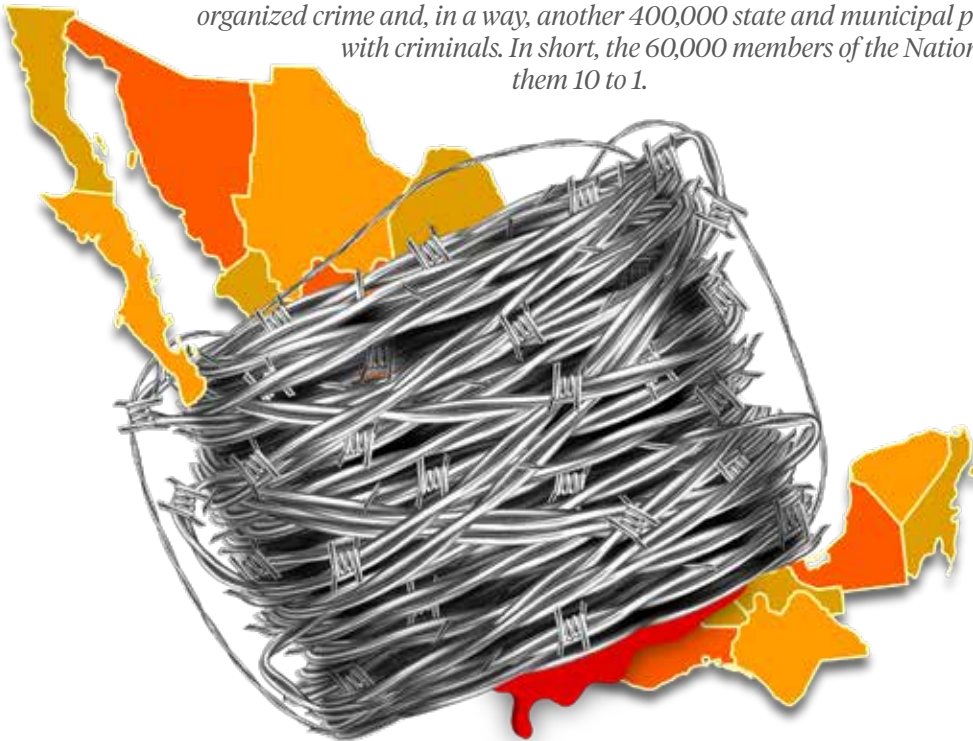 organized crime and, in a way, another 400,000 state and municipal p
with criminals. In short, the 60,000 members of the Nation
them 10 to 1.